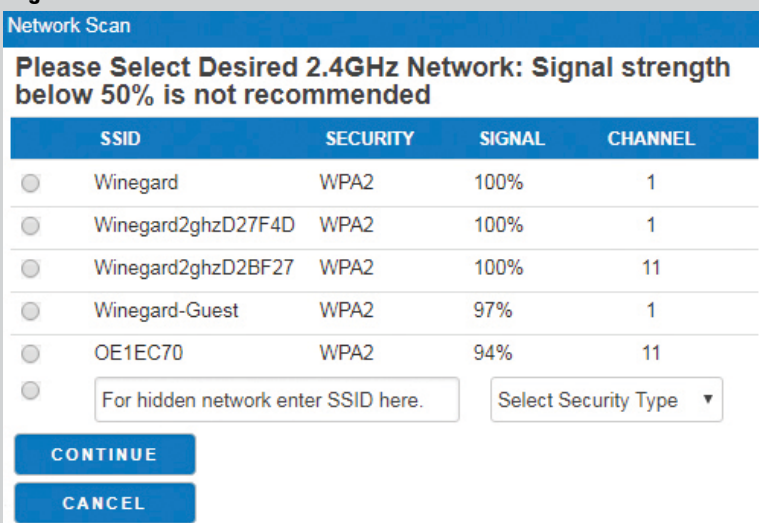 Network Scan
Please Select Desired 2.4GHz Network: Signal strength
below 50% is not recommended
SSID SECURITY SIGNAL CHANNEL
Winegard WPA2 100% 1
Winegard2ghzD27F4D WPA2 100% 1
Winegard2ghzD2BF27 WPA2 100% 11
Winegard-Guest WPA2 97% 1
OE1EC70 WPA2 94% 11
For hidden network enter SSID here. Select Security Type
CONTINUE
CANCEL